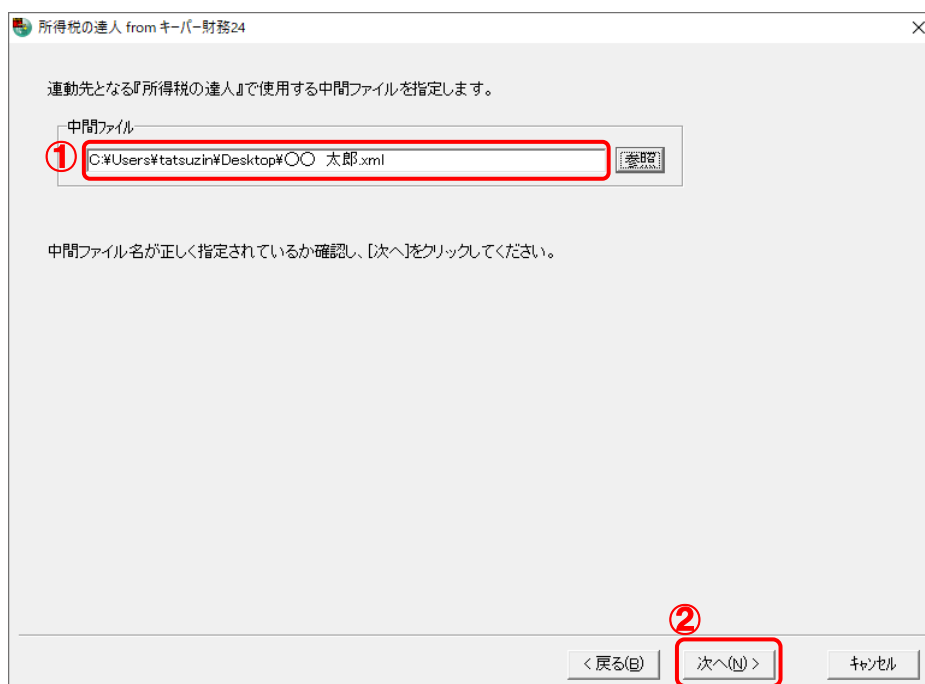 所得税の達人 from キーパー財務24
連動先となる『所得税の達人』で使用する中間ファイルを指定します。
中間ファイル
① C:¥Users¥tatsuzin¥Desktop¥〇〇　太郎.xml 参照
中間ファイル名が正しく指定されているか確認し、[次へ]をクリックしてください。
②
< 戻る(B) 次へ(N) > キャンセル